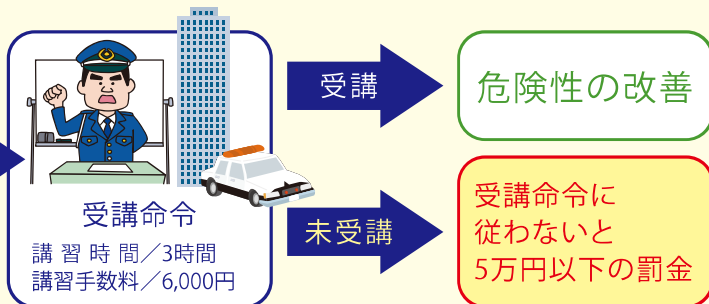 受講命令
講習時間／3時間
講習手数料／6,000円
受講
未受講
危険性の改善
受講命令に
従わないと
5万円以下の罰金